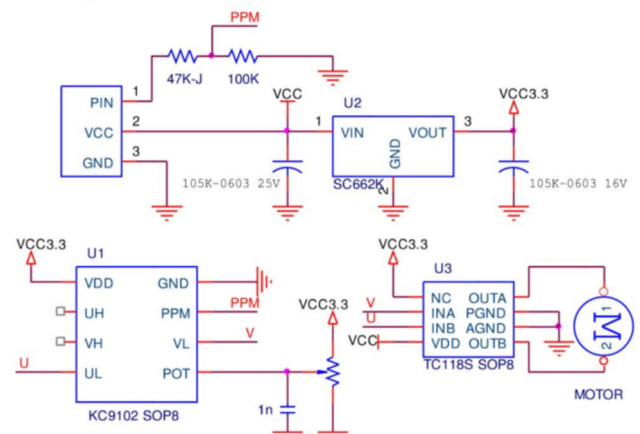 PPM
47K-J 100K
PIN 1
VCC 2
GND 3
VCC
105K-0603 25V
U2
1 VIN VOUT 3
GND
2
SC662K
VCC3.3
105K-0603 16V
VCC3.3
U1
VDD GND
UH PPM PPM
VH VL V
U UL POT
KC9102 SOP8
1n
VCC3.3
VCC3.3
U3
NC OUTA
V INA PGND
U INB AGND
VCC VDD OUTB
TC118S SOP8
1
M
2
MOTOR